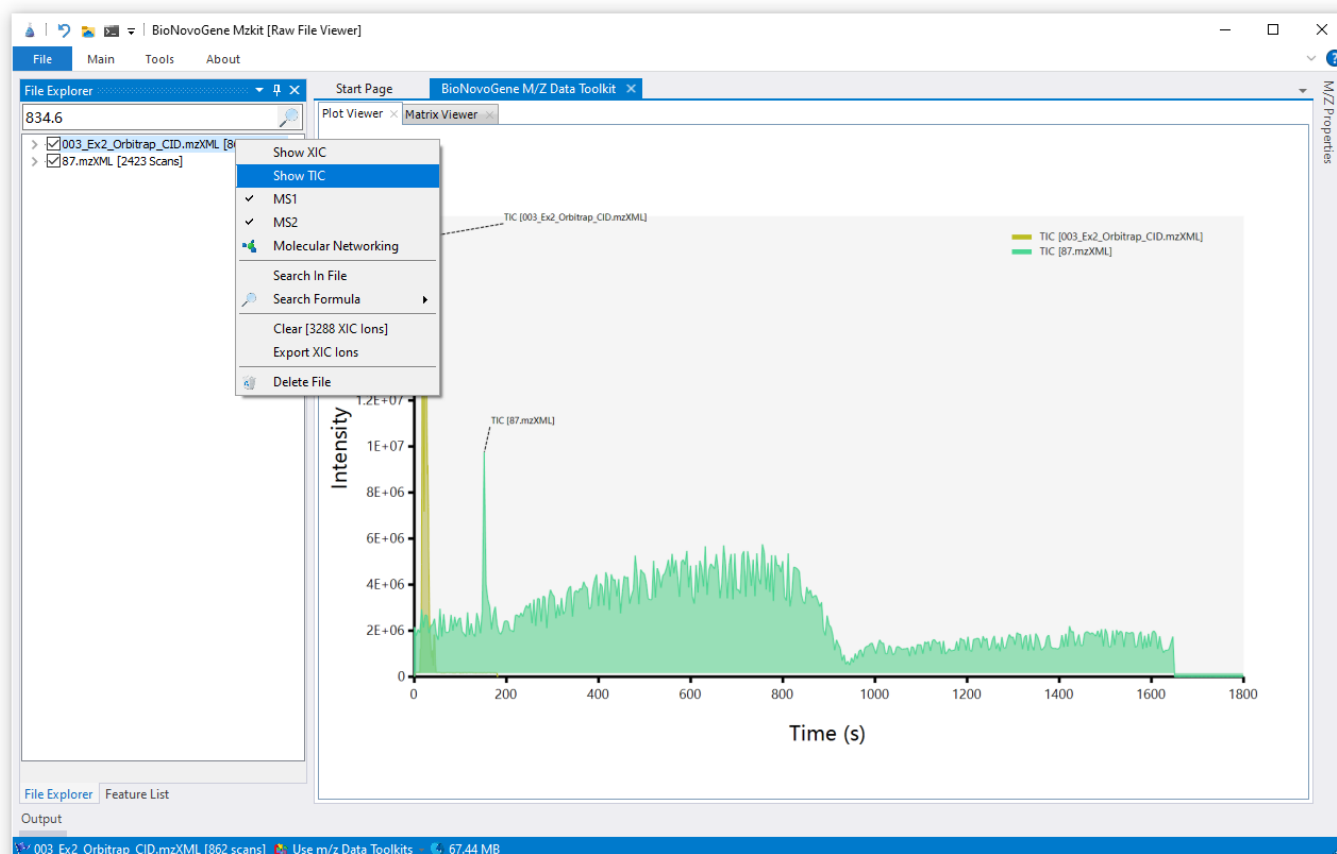 BioNovoGene Mzkit [Raw File Viewer]
File Main Tools About
File Explorer
834.6
003_Ex2_Orbitrap_CID.mzXML [8
87.mzXML [2423 Scans]
Show XIC
Show TIC
MS1
MS2
Molecular Networking
Search In File
Search Formula
Clear [3288 XIC Ions]
Export XIC Ions
Delete File
File Explorer Feature List
Start Page BioNovoGene M/Z Data Toolkit
Plot Viewer Matrix Viewer
TIC [003_Ex2_Orbitrap_CID.mzXML]
TIC [003_Ex2_Orbitrap_CID.mzXML]
TIC [87.mzXML]
TIC [87.mzXML]
Intensity
1.2E+07
1E+07
8E+06
6E+06
4E+06
2E+06
0
0 200 400 600 800 1000 1200 1400 1600 1800
Time (s)
M/Z Properties
Output
003_Ex2_Orbitrap_CID.mzXML [862 scans] Use m/z Data Toolkits 67.44 MB